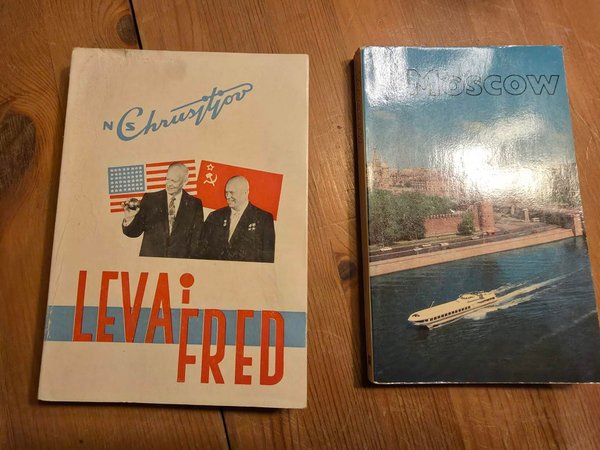 N S Chrusjtjov
LEVA i
FRED
Moscow